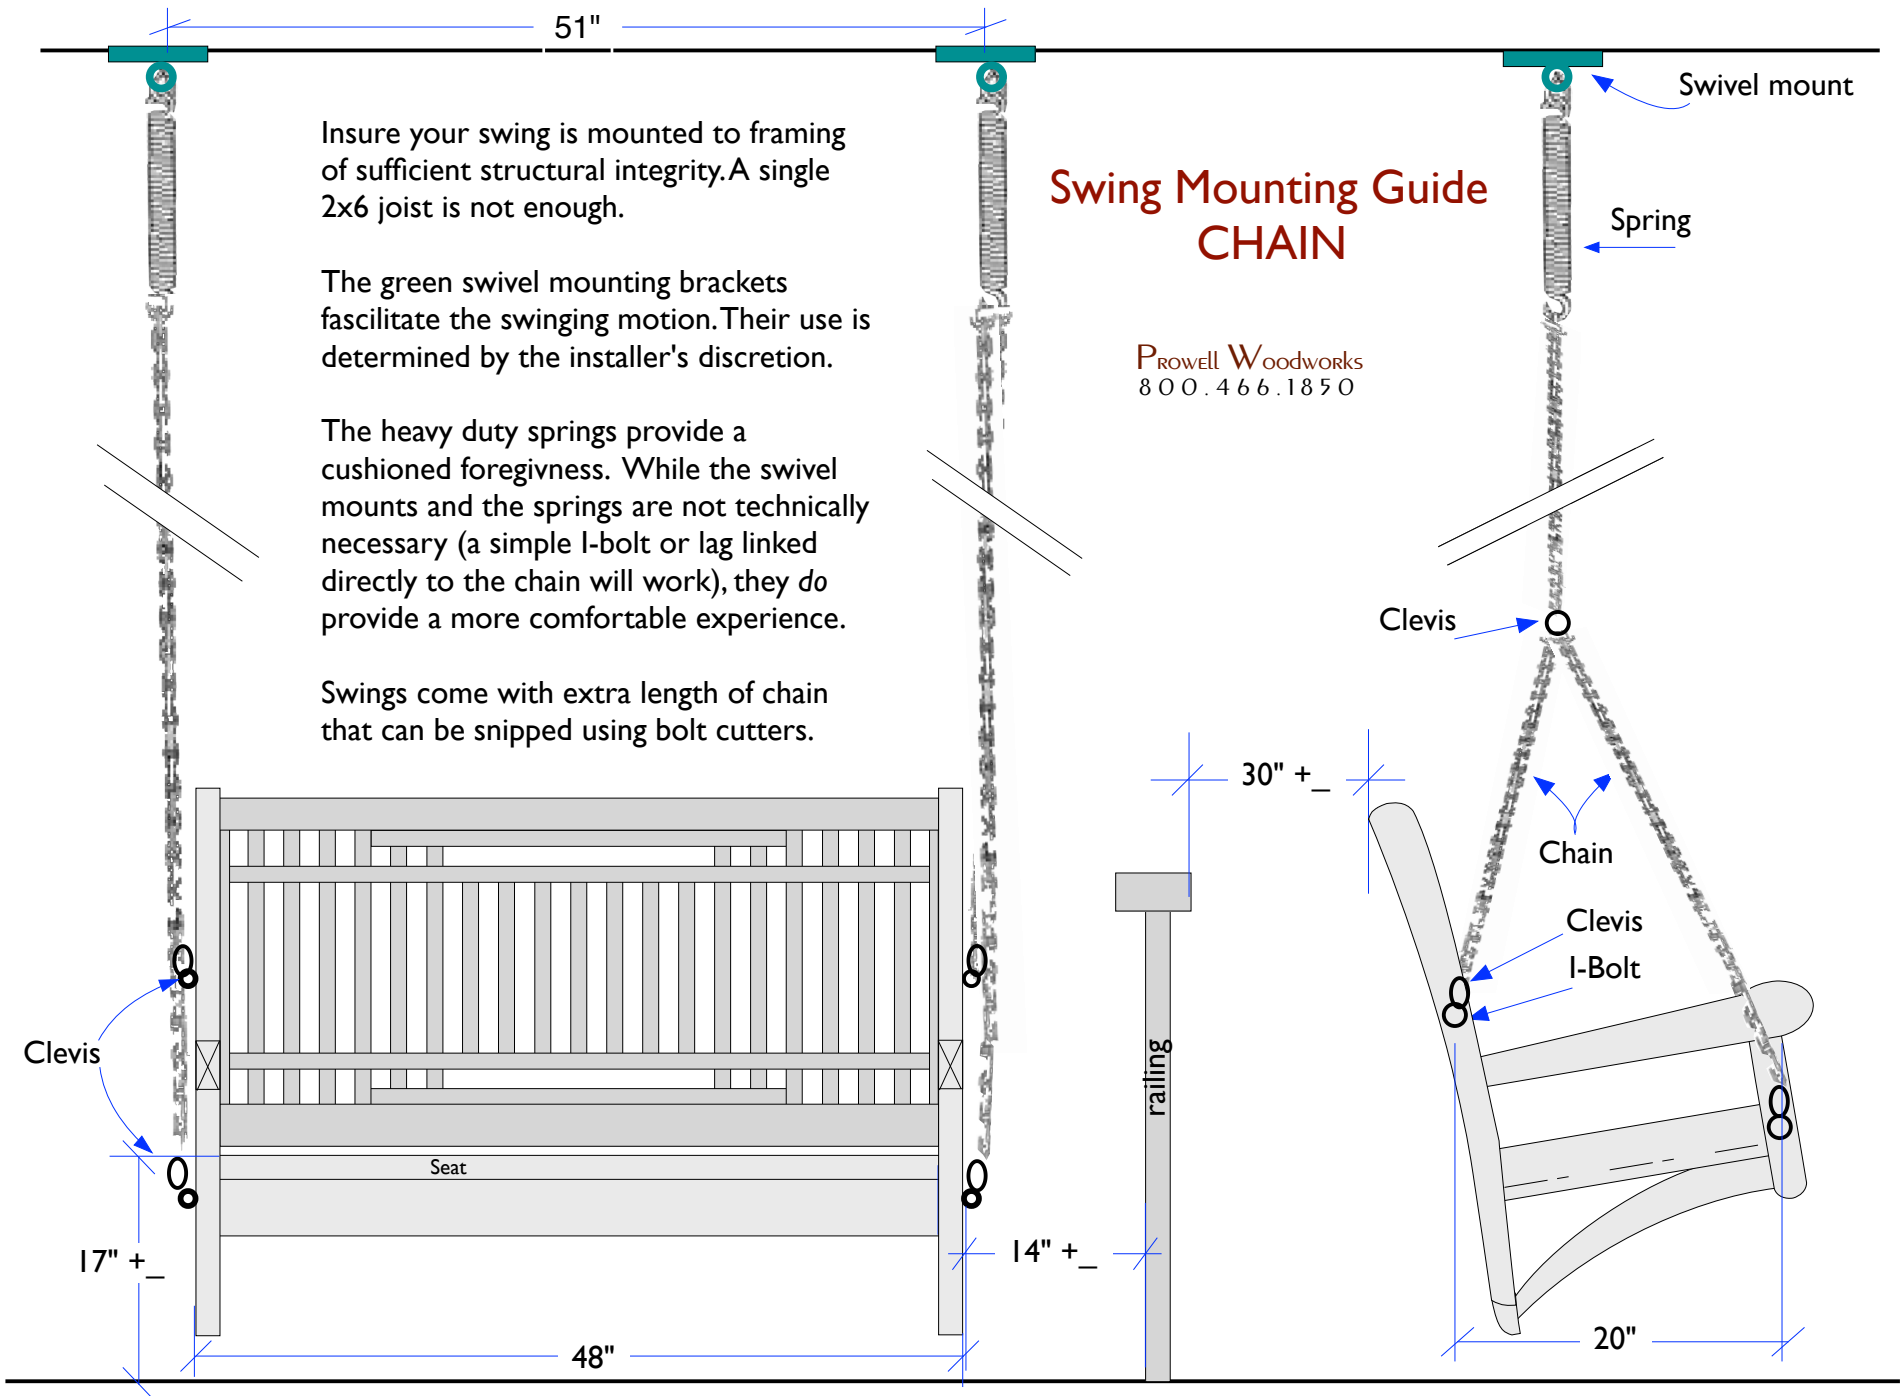 51"
Swivel mount
Insure your swing is mounted to framing
of sufficient structural integrity. A single
2x6 joist is not enough.
Swing Mounting Guide
CHAIN
Spring
The green swivel mounting brackets
fascilitate the swinging motion. Their use is
determined by the installer's discretion.
Prowell Woodworks
800.466.1850
The heavy duty springs provide a
cushioned foregivness. While the swivel
mounts and the springs are not technically
necessary (a simple I-bolt or lag linked
directly to the chain will work), they do
provide a more comfortable experience.
Clevis
Swings come with extra length of chain
that can be snipped using bolt cutters.
30" +_
Chain
Clevis
I-Bolt
Clevis
railing
Seat
17" +_
14" +_
48"
20"